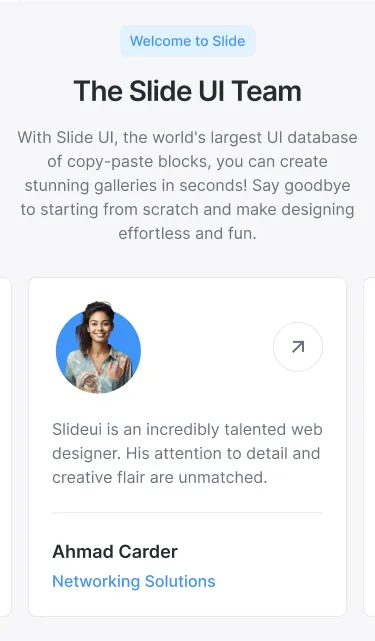 Welcome to Slide
The Slide UI Team
With Slide UI, the world's largest UI database
of copy-paste blocks, you can create
stunning galleries in seconds! Say goodbye
to starting from scratch and make designing
effortless and fun.
Slideui is an incredibly talented web
designer. His attention to detail and
creative flair are unmatched.
Ahmad Carder
Networking Solutions